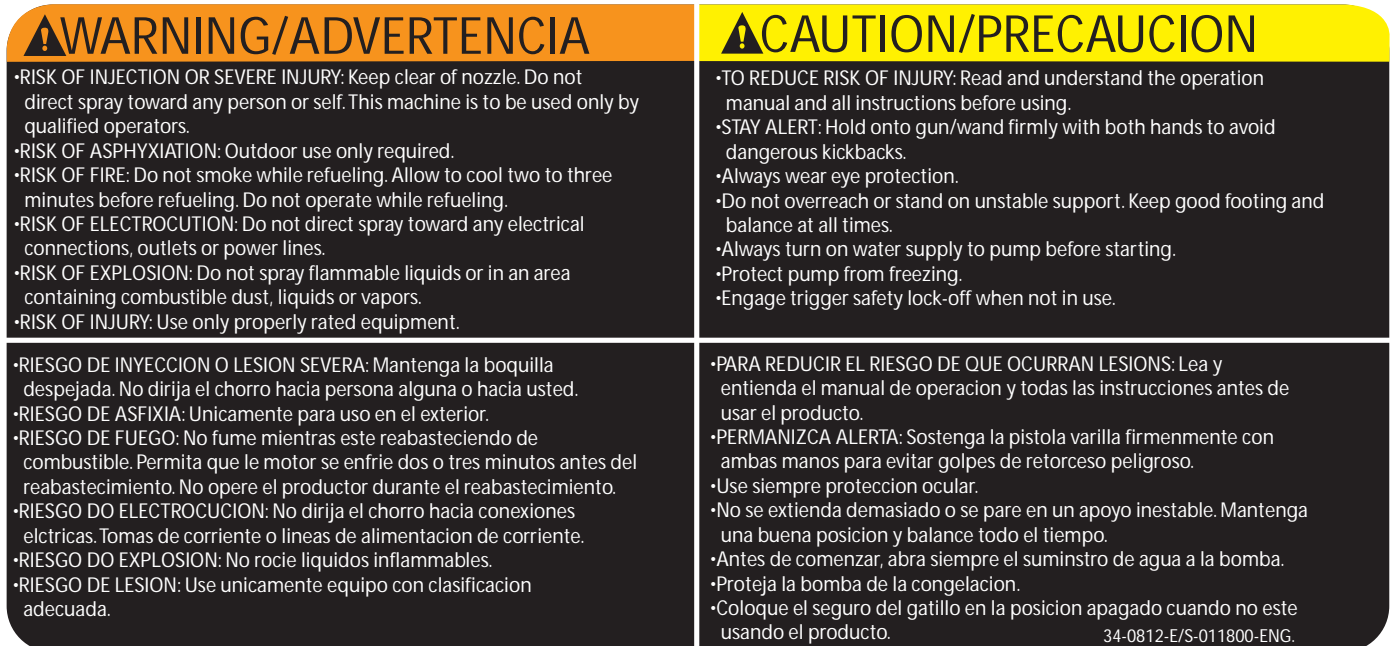 WARNING/ADVERTENCIA
•RISK OF INJECTION OR SEVERE INJURY: Keep clear of nozzle. Do not
direct spray toward any person or self. This machine is to be used only by
qualified operators.
•RISK OF ASPHYXIATION: Outdoor use only required.
•RISK OF FIRE: Do not smoke while refueling. Allow to cool two to three
minutes before refueling. Do not operate while refueling.
•RISK OF ELECTROCUTION: Do not direct spray toward any electrical
connections, outlets or power lines.
•RISK OF EXPLOSION: Do not spray flammable liquids or in an area
containing combustible dust, liquids or vapors.
•RISK OF INJURY: Use only properly rated equipment.
CAUTION/PRECAUCION
•TO REDUCE RISK OF INJURY: Read and understand the operation
manual and all instructions before using.
•STAY ALERT: Hold onto gun/wand firmly with both hands to avoid
dangerous kickbacks.
•Always wear eye protection.
•Do not overreach or stand on unstable support. Keep good footing and
balance at all times.
•Always turn on water supply to pump before starting.
•Protect pump from freezing.
•Engage trigger safety lock-off when not in use.
•RIESGO DE INYECCION O LESION SEVERA: Mantenga la boquilla
despejada. No dirija el chorro hacia persona alguna o hacia usted.
•RIESGO DE ASFIXIA: Unicamente para uso en el exterior.
•RIESGO DE FUEGO: No fume mientras este reabasteciendo de
combustible. Permita que le motor se enfrie dos o tres minutos antes del
reabastecimiento. No opere el productor durante el reabastecimiento.
•RIESGO DO ELECTROCUCION: No dirija el chorro hacia conexiones
elctricas. Tomas de corriente o lineas de alimentacion de corriente.
•RIESGO DO EXPLOSION: No rocie liquidos inflammables.
•RIESGO DE LESION: Use unicamente equipo con clasificacion
adecuada.
•PARA REDUCIR EL RIESGO DE QUE OCURRAN LESIONS: Lea y
entienda el manual de operacion y todas las instrucciones antes de
usar el producto.
•PERMANIZCA ALERTA: Sostenga la pistola varilla firmenmente con
ambas manos para evitar golpes de retorceso peligroso.
•Use siempre proteccion ocular.
•No se extienda demasiado o se pare en un apoyo inestable. Mantenga
una buena posicion y balance todo el tiempo.
•Antes de comenzar, abra siempre el suminstro de agua a la bomba.
•Proteja la bomba de la congelacion.
•Coloque el seguro del gatillo en la posicion apagado cuando no este
usando el producto.
34-0812-E/S-011800-ENG.